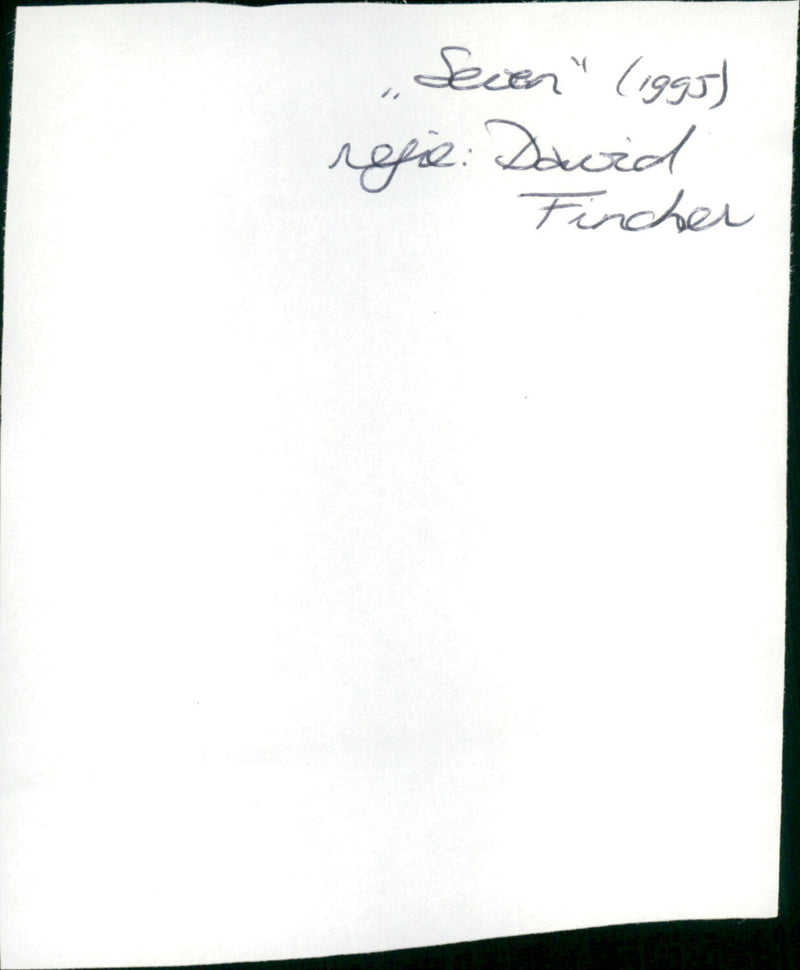 „Seven“ (1995)
regie: David
Fincher